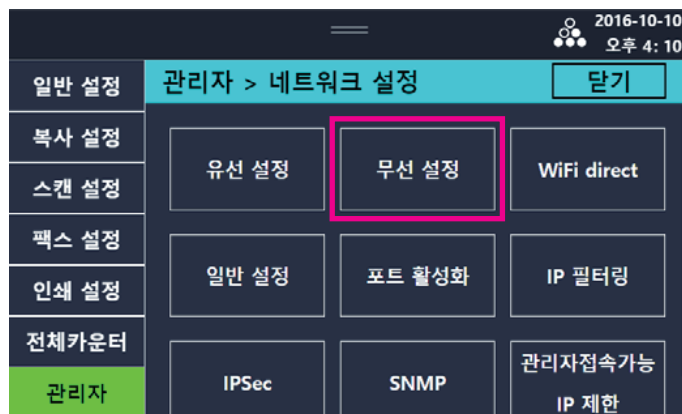 2016-10-10
오후 4: 10
일반 설정
복사 설정
스캔 설정
팩스 설정
인쇄 설정
전체카운터
관리자
관리자 > 네트워크 설정
닫기
유선 설정
무선 설정
WiFi direct
일반 설정
포트 활성화
IP 필터링
IPSec
SNMP
관리자접속가능
IP 제한